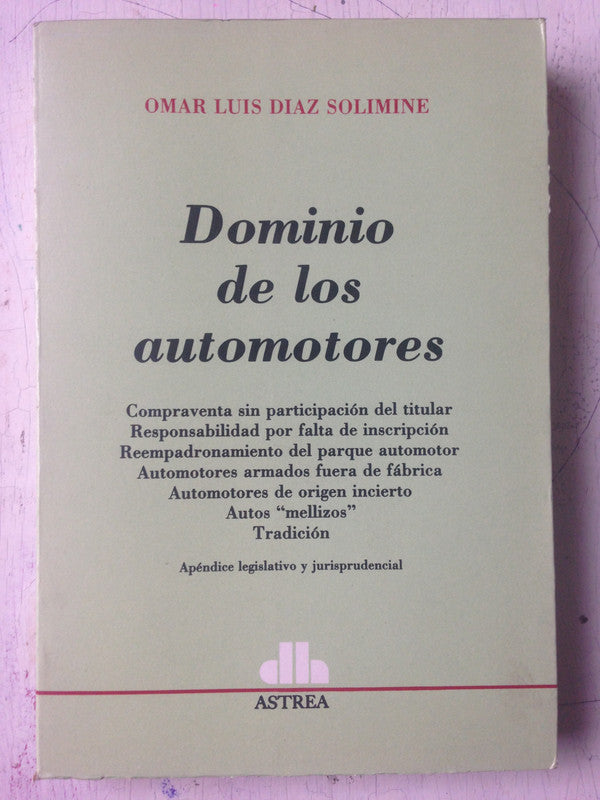 OMAR LUIS DIAZ SOLIMINE
Dominio
de los
automotores
Compraventa sin participación del titular
Responsabilidad por falta de inscripción
Reempadronamiento del parque automotor
Automotores armados fuera de fábrica
Automotores de origen incierto
Autos “mellizos”
Tradición
Apéndice legislativo y jurisprudencial
dh
ASTREA